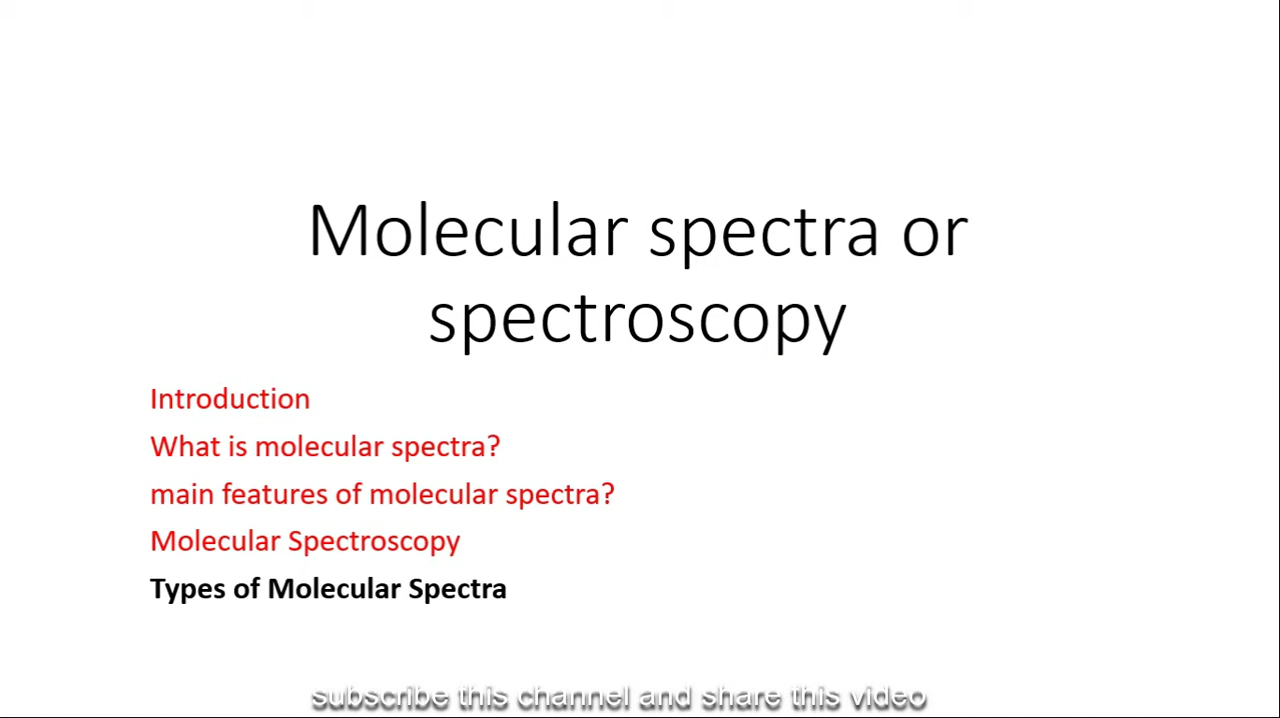 Molecular spectra or
spectroscopy
Introduction
What is molecular spectra?
main features of molecular spectra?
Molecular Spectroscopy
Types of Molecular Spectra
subscribe this channel and share this video